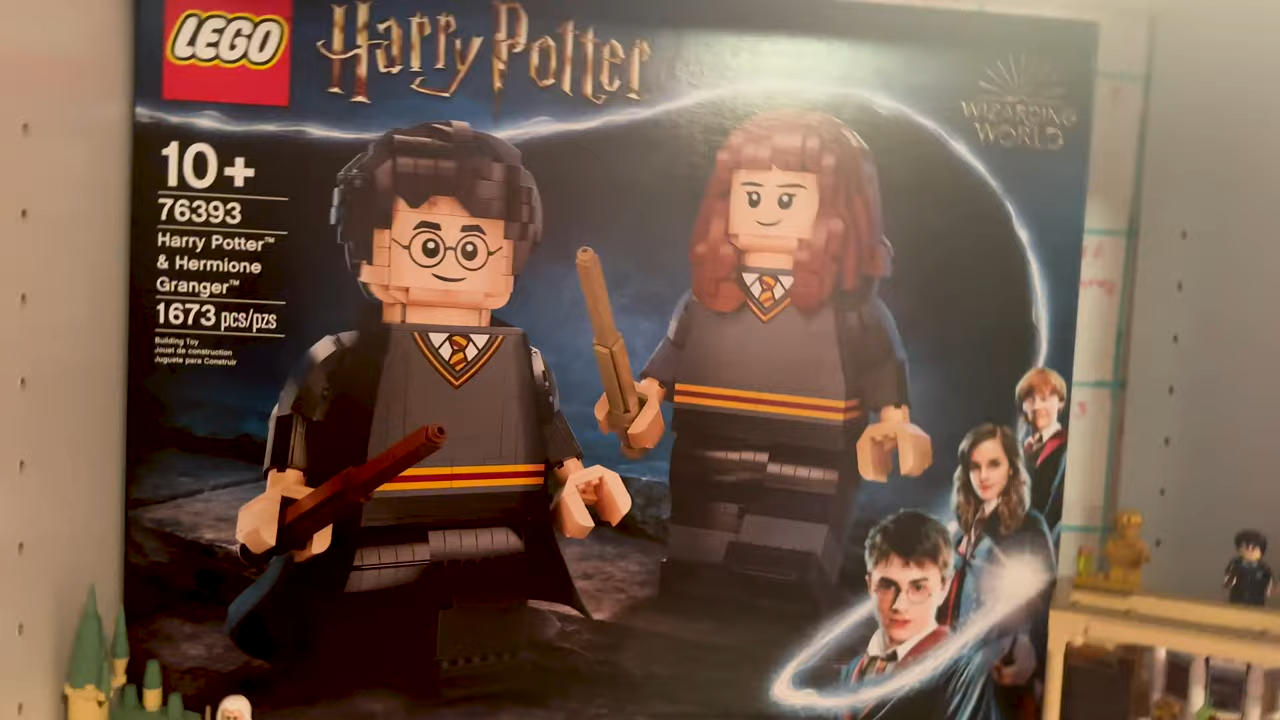 LEGO
Harry Potter
WIZARDING
WORLD
10+
76393
Harry Potter™
& Hermione
Granger™
1673 pcs/pzs
Building Toy
Jouet de construction
Juguete para Construir